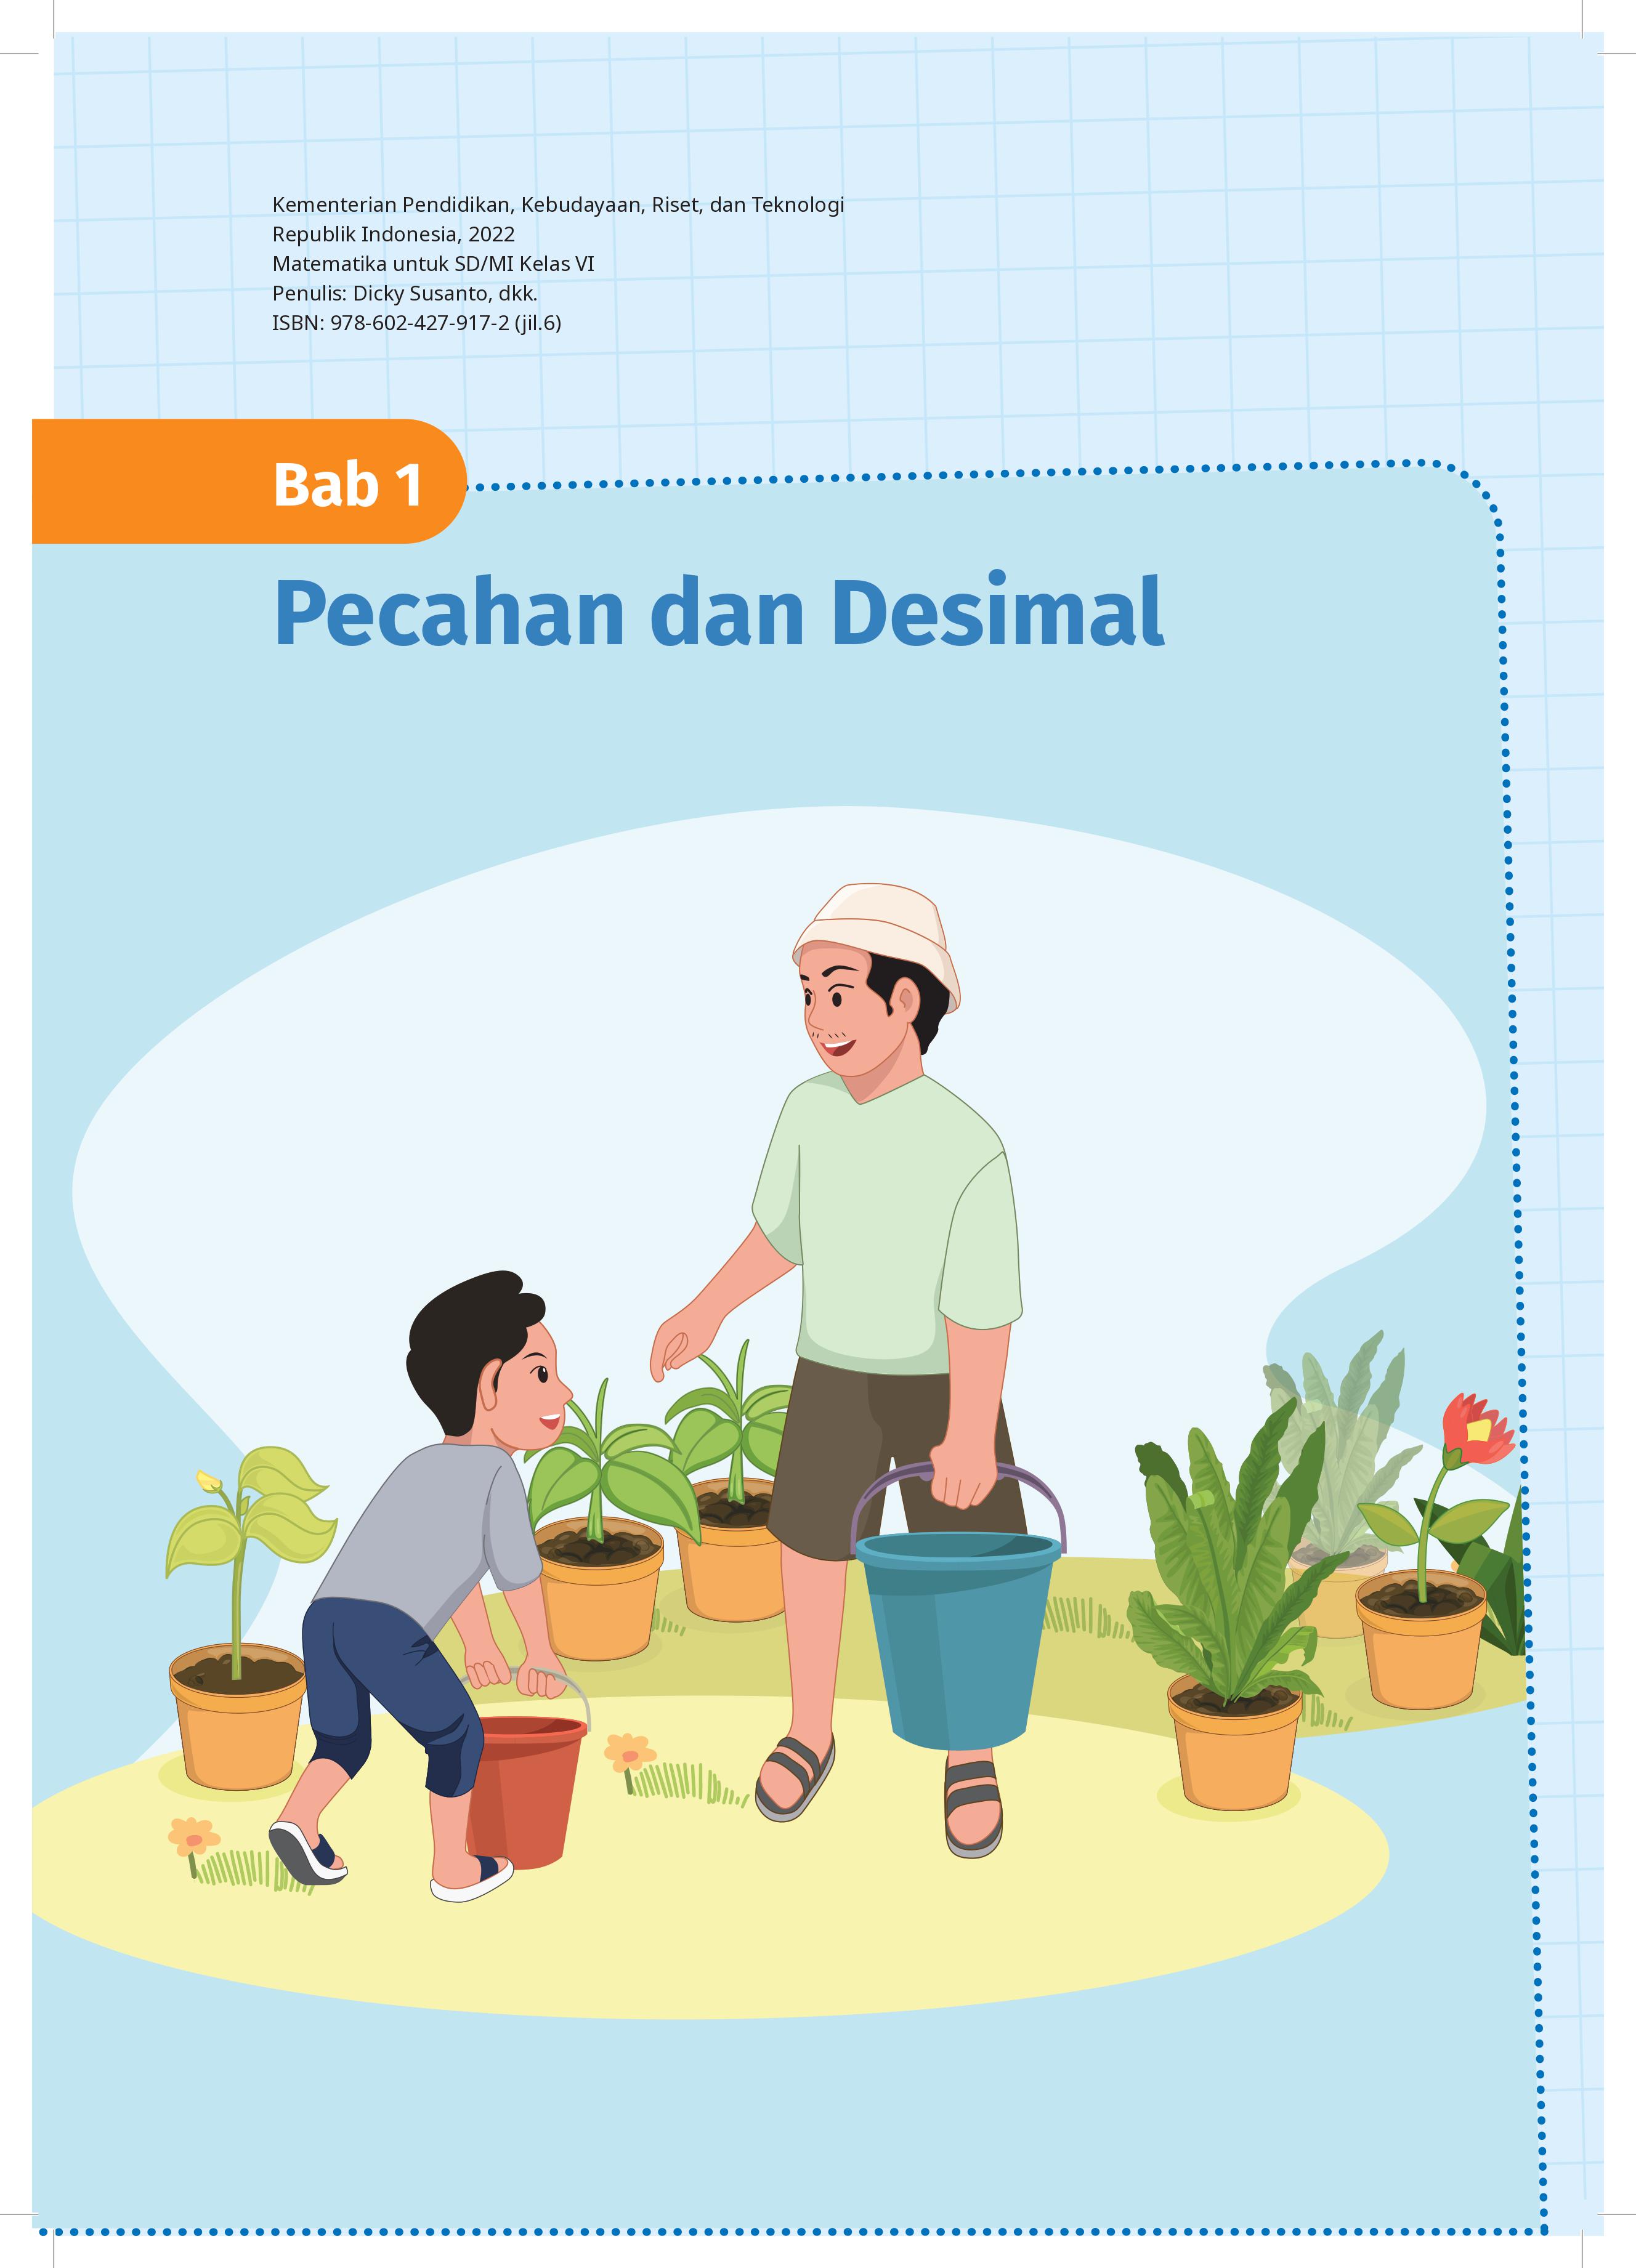 Kementerian Pendidikan, Kebudayaan, Riset, dan Teknologi
Republik Indonesia, 2022
Matematika untuk SD/MI Kelas VI
Penulis: Dicky Susanto, dkk.
ISBN: 978-602-427-917-2 (jil.6)
Bab 1
Pecahan dan Desimal